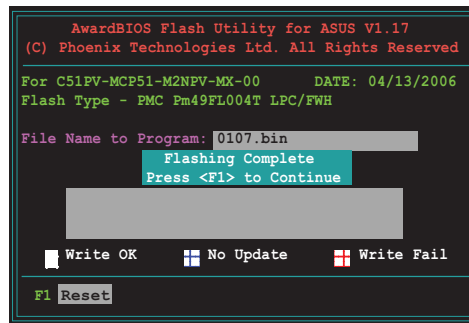 AwardBIOS Flash Utility for ASUS V1.17
(C) Phoenix Technologies Ltd. All Rights Reserved
For C51PV-MCP51-M2NPV-MX-00 DATE: 04/13/2006
Flash Type - PMC Pm49FL004T LPC/FWH
File Name to Program: 0107.bin
Flashing Complete
Press <F1> to Continue
Write OK No Update Write Fail
F1 Reset